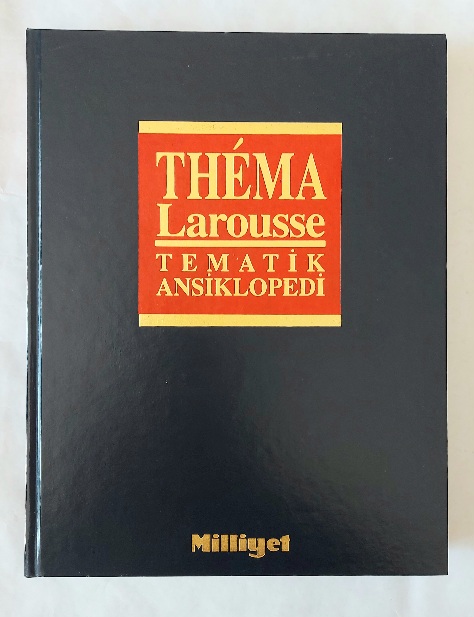 THÉMA
Larousse
TEMATİK
ANSİKLOPEDİ
Milliyet